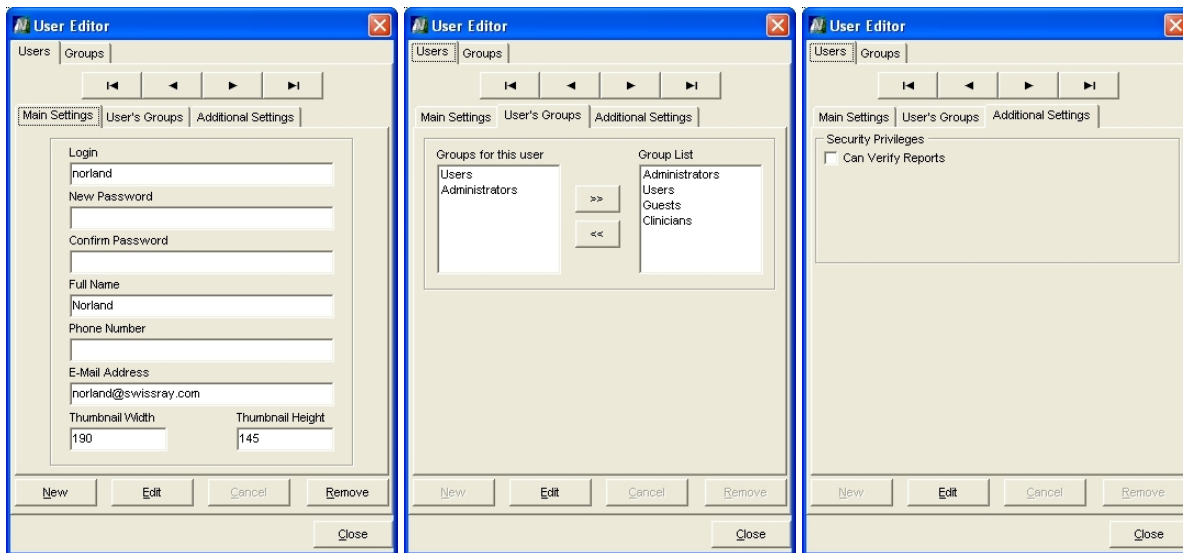 User Editor
Users Groups
Main Settings User's Groups Additional Settings
Login
norland
New Password
Confirm Password
Full Name
Norland
Phone Number
E-Mail Address
norland@swissray.com
Thumbnail Width Thumbnail Height
190 145
New Edit Cancel Remove
Close
User Editor
Users Groups
Main Settings User's Groups Additional Settings
Groups for this user Group List
Users Administrators
Administrators Users
>> Guests
Clinicians
<<
New Edit Cancel Remove
Close
User Editor
Users Groups
Main Settings User's Groups Additional Settings
Security Privileges
Can Verify Reports
New Edit Cancel Remove
Close